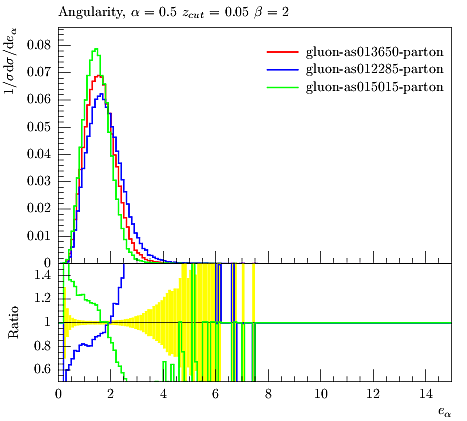 Angularity, α = 0.5 z_cut = 0.05 β = 2
1/σ dσ/de_α
gluon-as013650-parton
gluon-as012285-parton
gluon-as015015-parton
0.08
0.07
0.06
0.05
0.04
0.03
0.02
0.01
0
Ratio
1.4
1.2
1
0.8
0.6
0 2 4 6 8 10 12 14
e_α